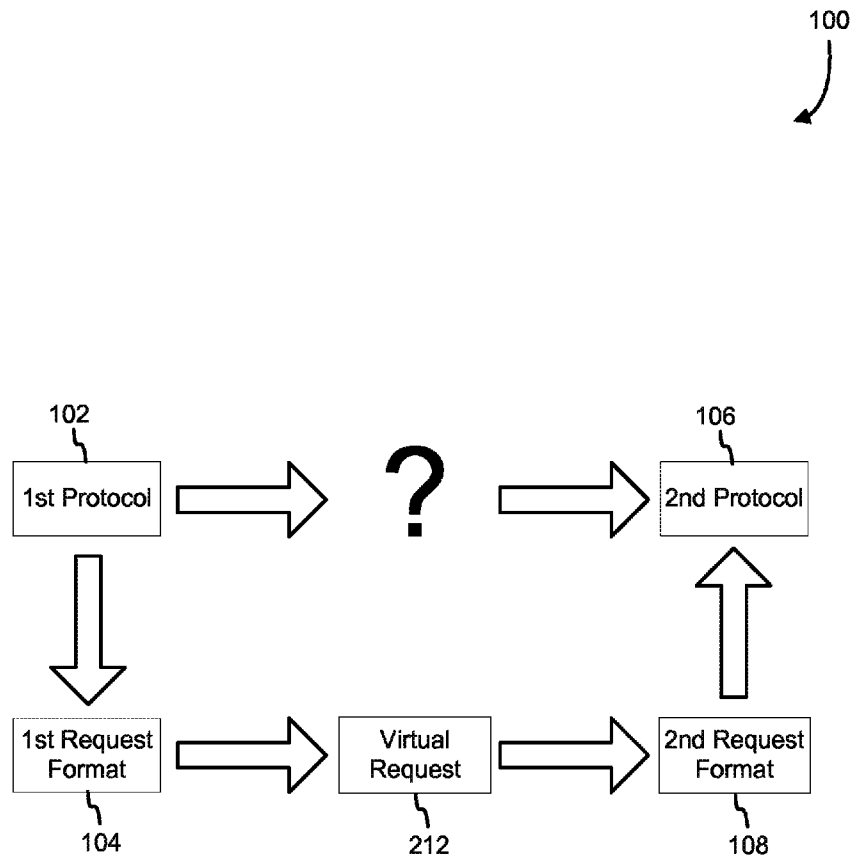 100
102
106
1st Protocol
?
2nd Protocol
1st Request
Format
Virtual
Request
2nd Request
Format
104
212
108